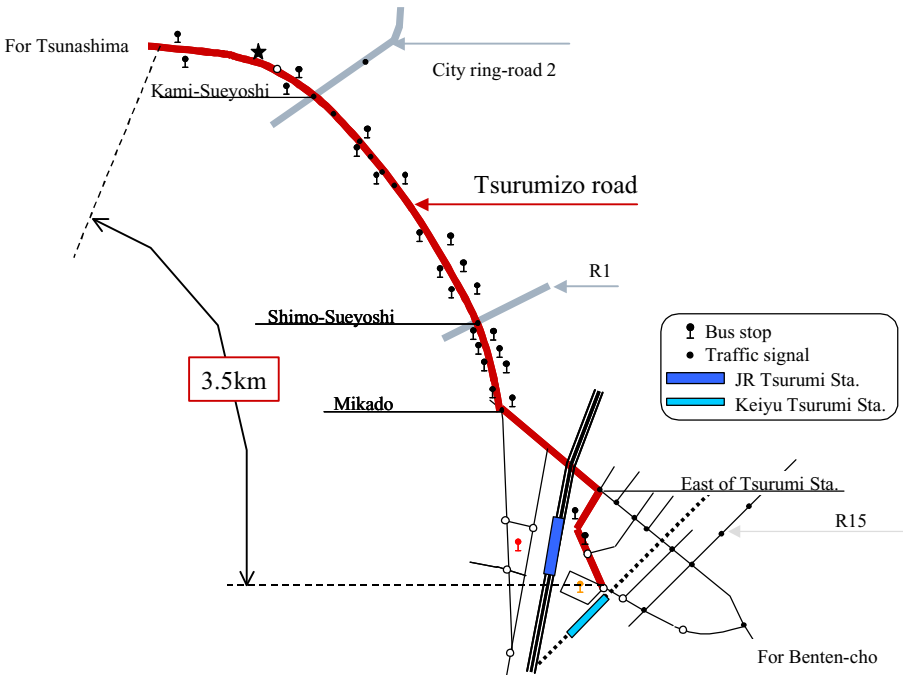 For Tsunashima
City ring-road 2
Kami-Sueyoshi
Tsurumizo road
R1
Shimo-Sueyoshi
Bus stop
Traffic signal
JR Tsurumi Sta.
Keiyu Tsurumi Sta.
3.5km
Mikado
East of Tsurumi Sta.
R15
For Benten-cho